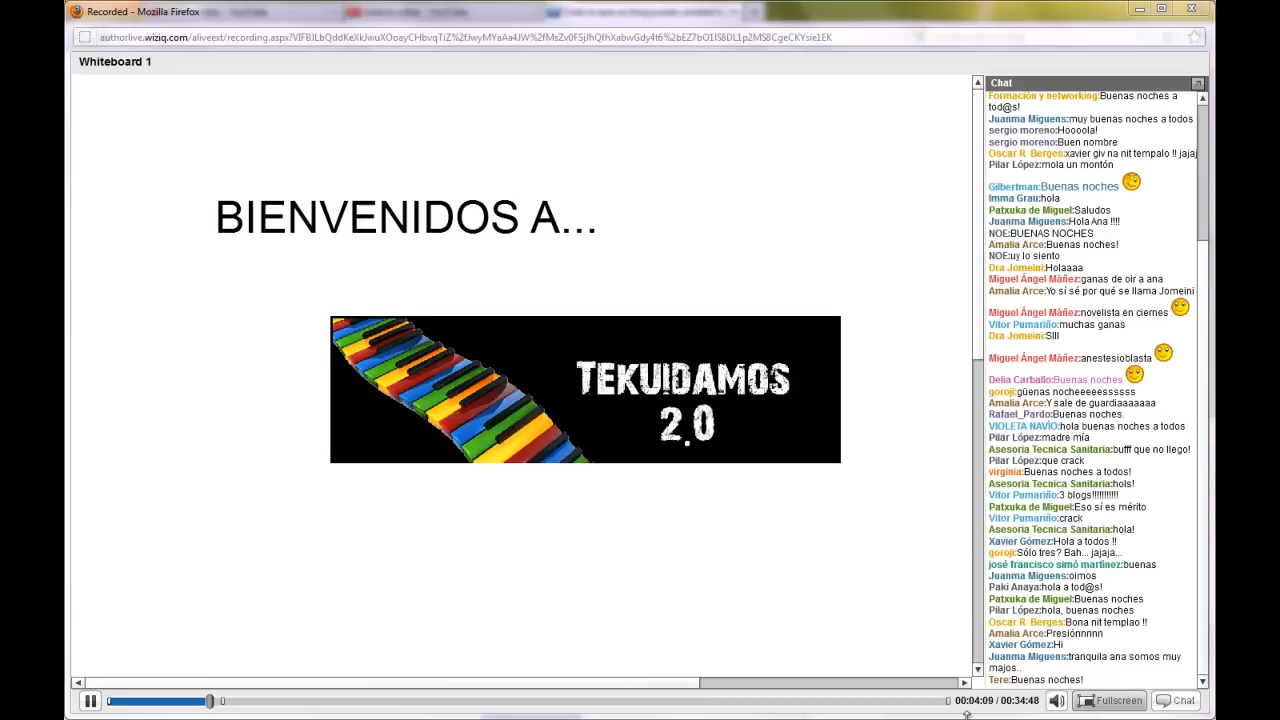 Recorded - Mozilla Firefox
Whiteboard 1
BIENVENIDOS A...
TEKUIDAMOS
2.0
Chat
Formación y networking:Buenas noches a
tod@s!
Juanma Miguens:muy buenas noches a todos
sergio moreno:Hoooola!
sergio moreno:Buen nombre
Oscar R Berges:xavier giv na nit tempalo !! jajaj
Pilar López:mola un montón
Gilbertman:Buenas noches
Imma Grau:hola
Patxuka de Miguel:Saludos
Juanma Miguens:Hola Ana !!!!
NOE:BUENAS NOCHES
Amalia Arce:Buenas noches!
NOE:uy lo siento
Dra Jomeini:Holaaaa
Miguel Ángel Máñez:ganas de oir a ana
Amalia Arce:Yo sí sé por qué se llama Jomeini
Miguel Ángel Máñez:novelista en ciernes
Vitor Pumariño:muchas ganas
Dra Jomeini:SIII
Miguel Ángel Máñez:anestesioblasta
Delia Carballo:Buenas noches
goroji:güenas nocheeeeessssss
Amalia Arce:Y sale de guardiaaaaaaa
Rafael_Pardo:Buenas noches.
VIOLETA NAVÍO:hola buenas noches a todos
Pilar López:madre mía
Asesoria Tecnica Sanitaria:bufff que no llego!
Pilar López:que crack
virginia:Buenas noches a todos!
Asesoria Tecnica Sanitaria:hols!
Vitor Pumariño:3 blogs!!!!!!!!!!!
Patxuka de Miguel:Eso sí es mérito
Vitor Pumariño:crack
Asesoria Tecnica Sanitaria:hola!
Xavier Gómez:Hola a todos !!
goroji:Sólo tres? Bah... jajaja...
josé francisco simó martínez:buenas
Juanma Miguens:oimos
Paki Anaya:hola a tod@s!
Patxuka de Miguel:Buenas noches
Pilar López:hola, buenas noches
Oscar R Berges:Bona nit templao !!
Amalia Arce:Presiónnnnn
Xavier Gómez:Hi
Juanma Miguens:tranquila ana somos muy
majos..
Tere:Buenas noches!
00:04:09 / 00:34:48
Fullscreen
Chat